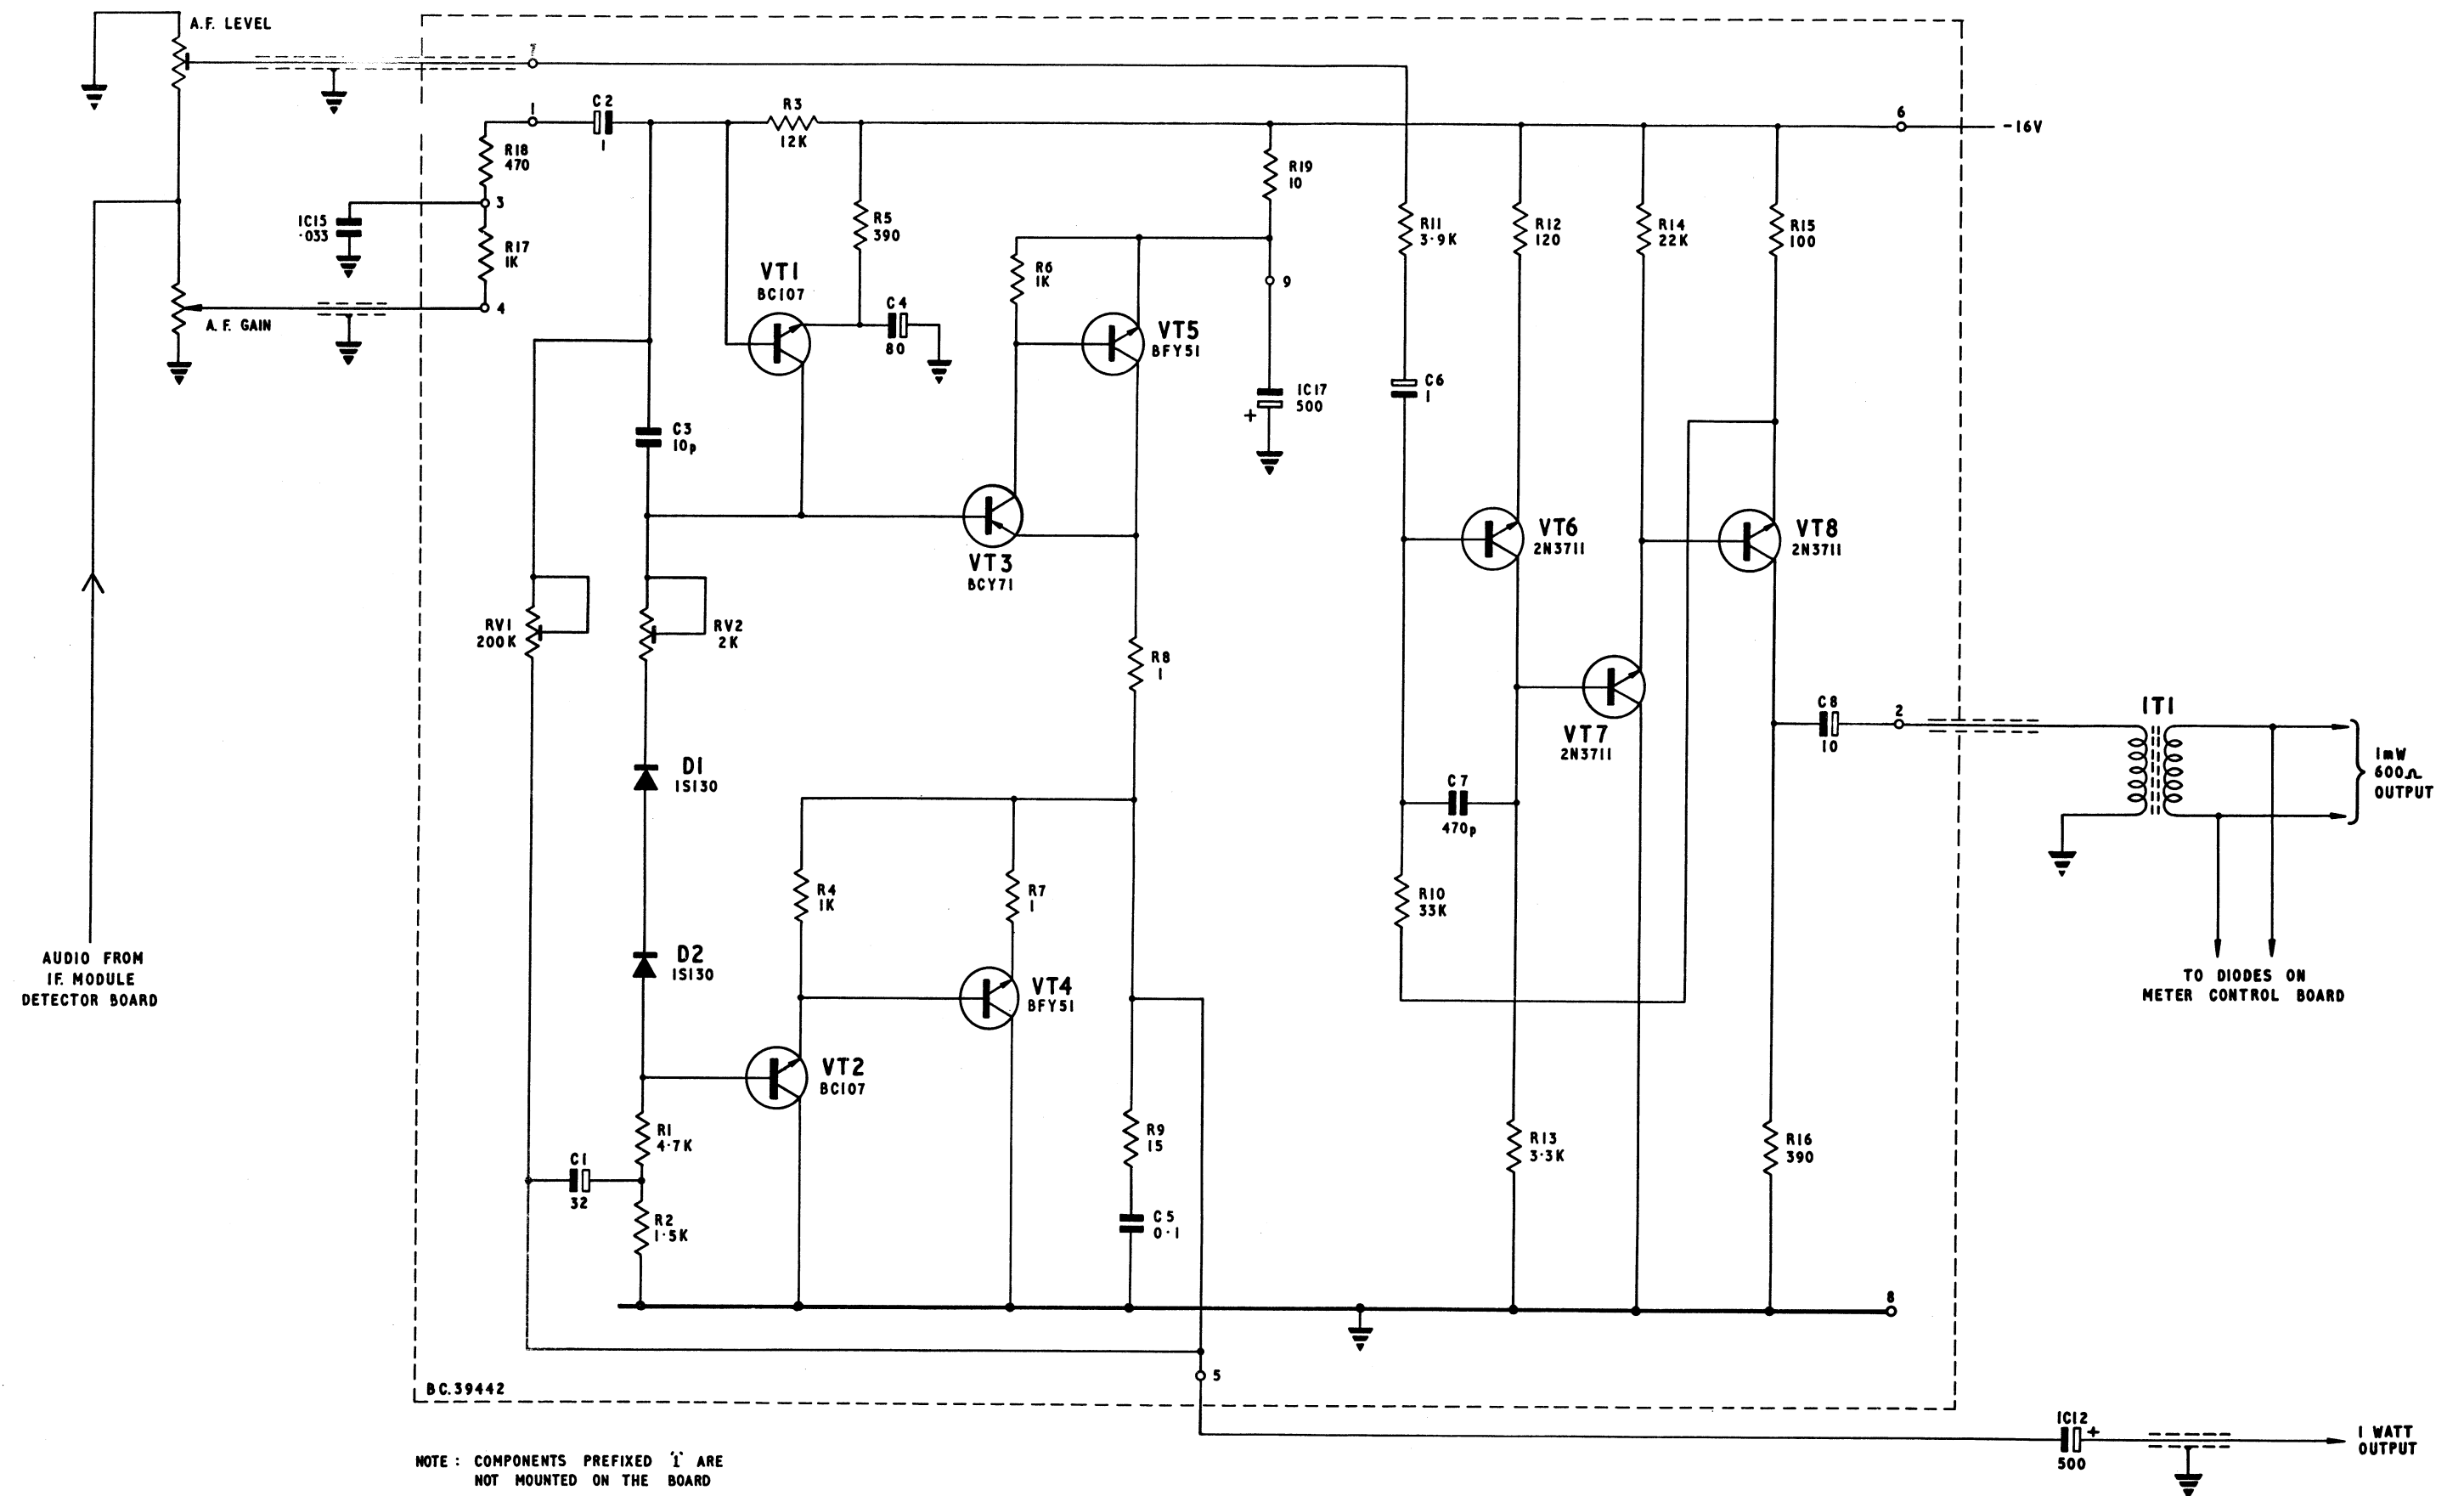 A.F. LEVEL
7
1
C2
1
R3
12K
6
-16V
R18
470
3
1C15
·033
R17
1K
4
A.F. GAIN
R5
390
R19
10
R11
3·9K
R12
120
R14
22K
R15
100
VT1
BC107
C4
80
R6
1K
9
VT5
BFY51
1C17
500
+
C6
1
C3
10p
VT3
BCY71
VT6
2N3711
VT8
2N3711
RV1
200K
RV2
2K
R8
1
VT7
2N3711
C8
10
2
1T1
1mW
600Ω
OUTPUT
D1
1S130
C7
470p
R4
1K
R7
1
R10
33K
AUDIO FROM
I.F. MODULE
DETECTOR BOARD
D2
1S130
VT4
BFY51
TO DIODES ON
METER CONTROL BOARD
VT2
BC107
R1
4·7K
R9
15
R13
3·3K
R16
390
C1
32
R2
1·5K
C5
0·1
8
5
BC.39442
1C12
+
500
1 WATT
OUTPUT
NOTE : COMPONENTS PREFIXED '1' ARE
NOT MOUNTED ON THE BOARD